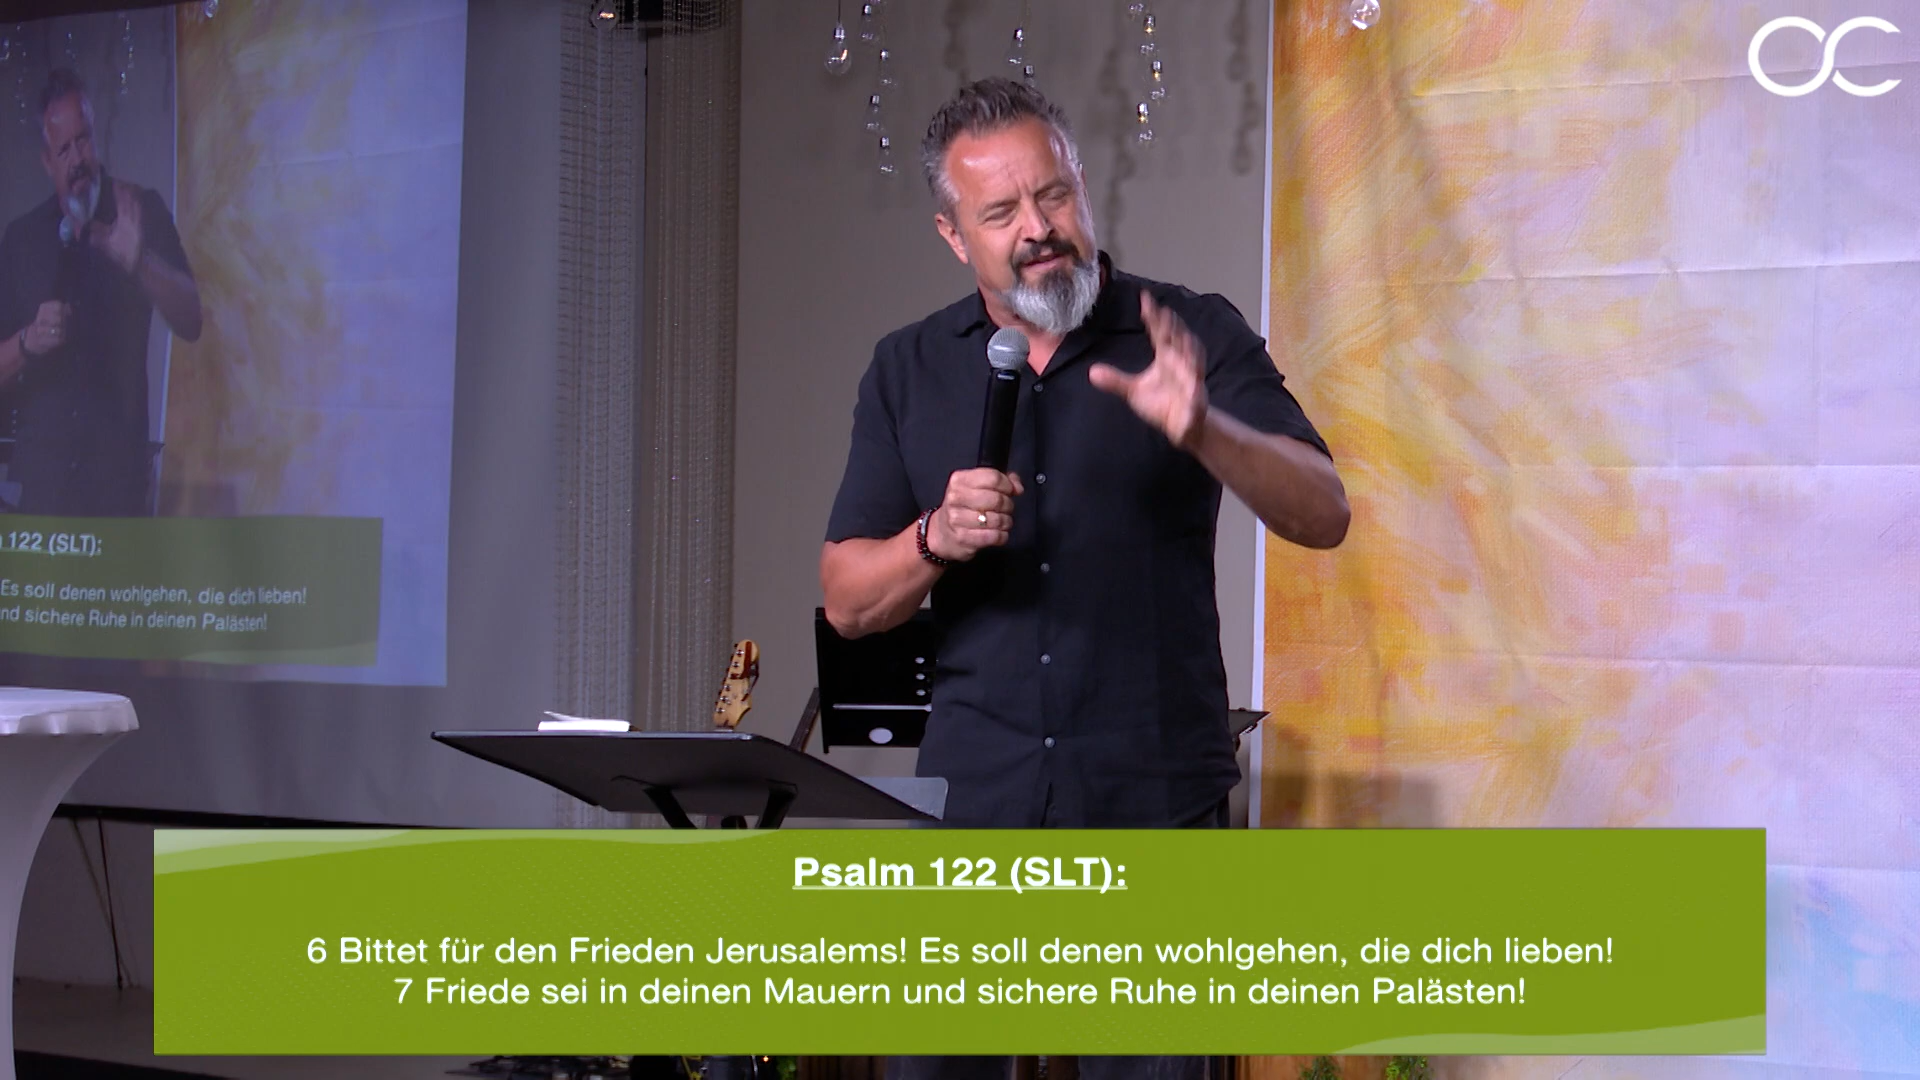 OC
122 (SLT):
Es soll denen wohlgehen, die dich lieben!
sichere Ruhe in deinen Palästen!
Psalm 122 (SLT):
6 Bittet für den Frieden Jerusalems! Es soll denen wohlgehen, die dich lieben!
7 Friede sei in deinen Mauern und sichere Ruhe in deinen Palästen!